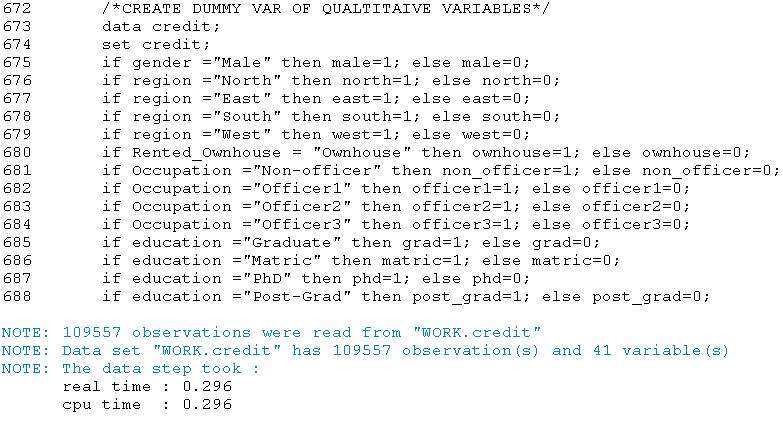 672 /*CREATE DUMMY VAR OF QUALTITAIVE VARIABLES*/
673 data credit;
674 set credit;
675 if gender ="Male" then male=1; else male=0;
676 if region ="North" then north=1; else north=0;
677 if region ="East" then east=1; else east=0;
678 if region ="South" then south=1; else south=0;
679 if region ="West" then west=1; else west=0;
680 if Rented_Ownhouse = "Ownhouse" then ownhouse=1; else ownhouse=0;
681 if Occupation ="Non-officer" then non_officer=1; else non_officer=0;
682 if Occupation ="Officer1" then officer1=1; else officer1=0;
683 if Occupation ="Officer2" then officer2=1; else officer2=0;
684 if Occupation ="Officer3" then officer3=1; else officer3=0;
685 if education ="Graduate" then grad=1; else grad=0;
686 if education ="Matric" then matric=1; else matric=0;
687 if education ="PhD" then phd=1; else phd=0;
688 if education ="Post-Grad" then post_grad=1; else post_grad=0;
NOTE: 109557 observations were read from "WORK.credit"
NOTE: Data set "WORK.credit" has 109557 observation(s) and 41 variable(s)
NOTE: The data step took :
real time : 0.296
cpu time : 0.296